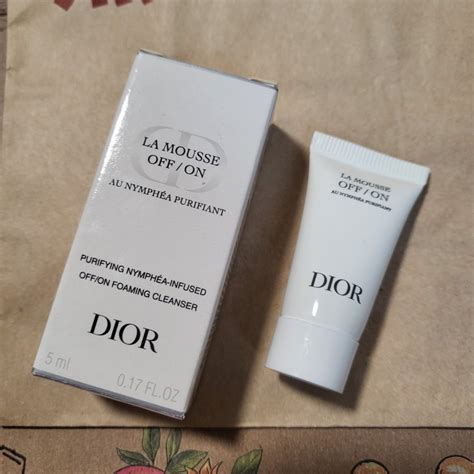 LA MOUSSE
OFF/ON
AU NYMPHÉA PURIFIANT
PURIFYING NYMPHÉA-INFUSED
OFF/ON FOAMING CLEANSER
DIOR
5 ml
0.17 FL.OZ
LA MOUSSE
OFF/ON
AU NYMPHÉA PURIFIANT
DIOR